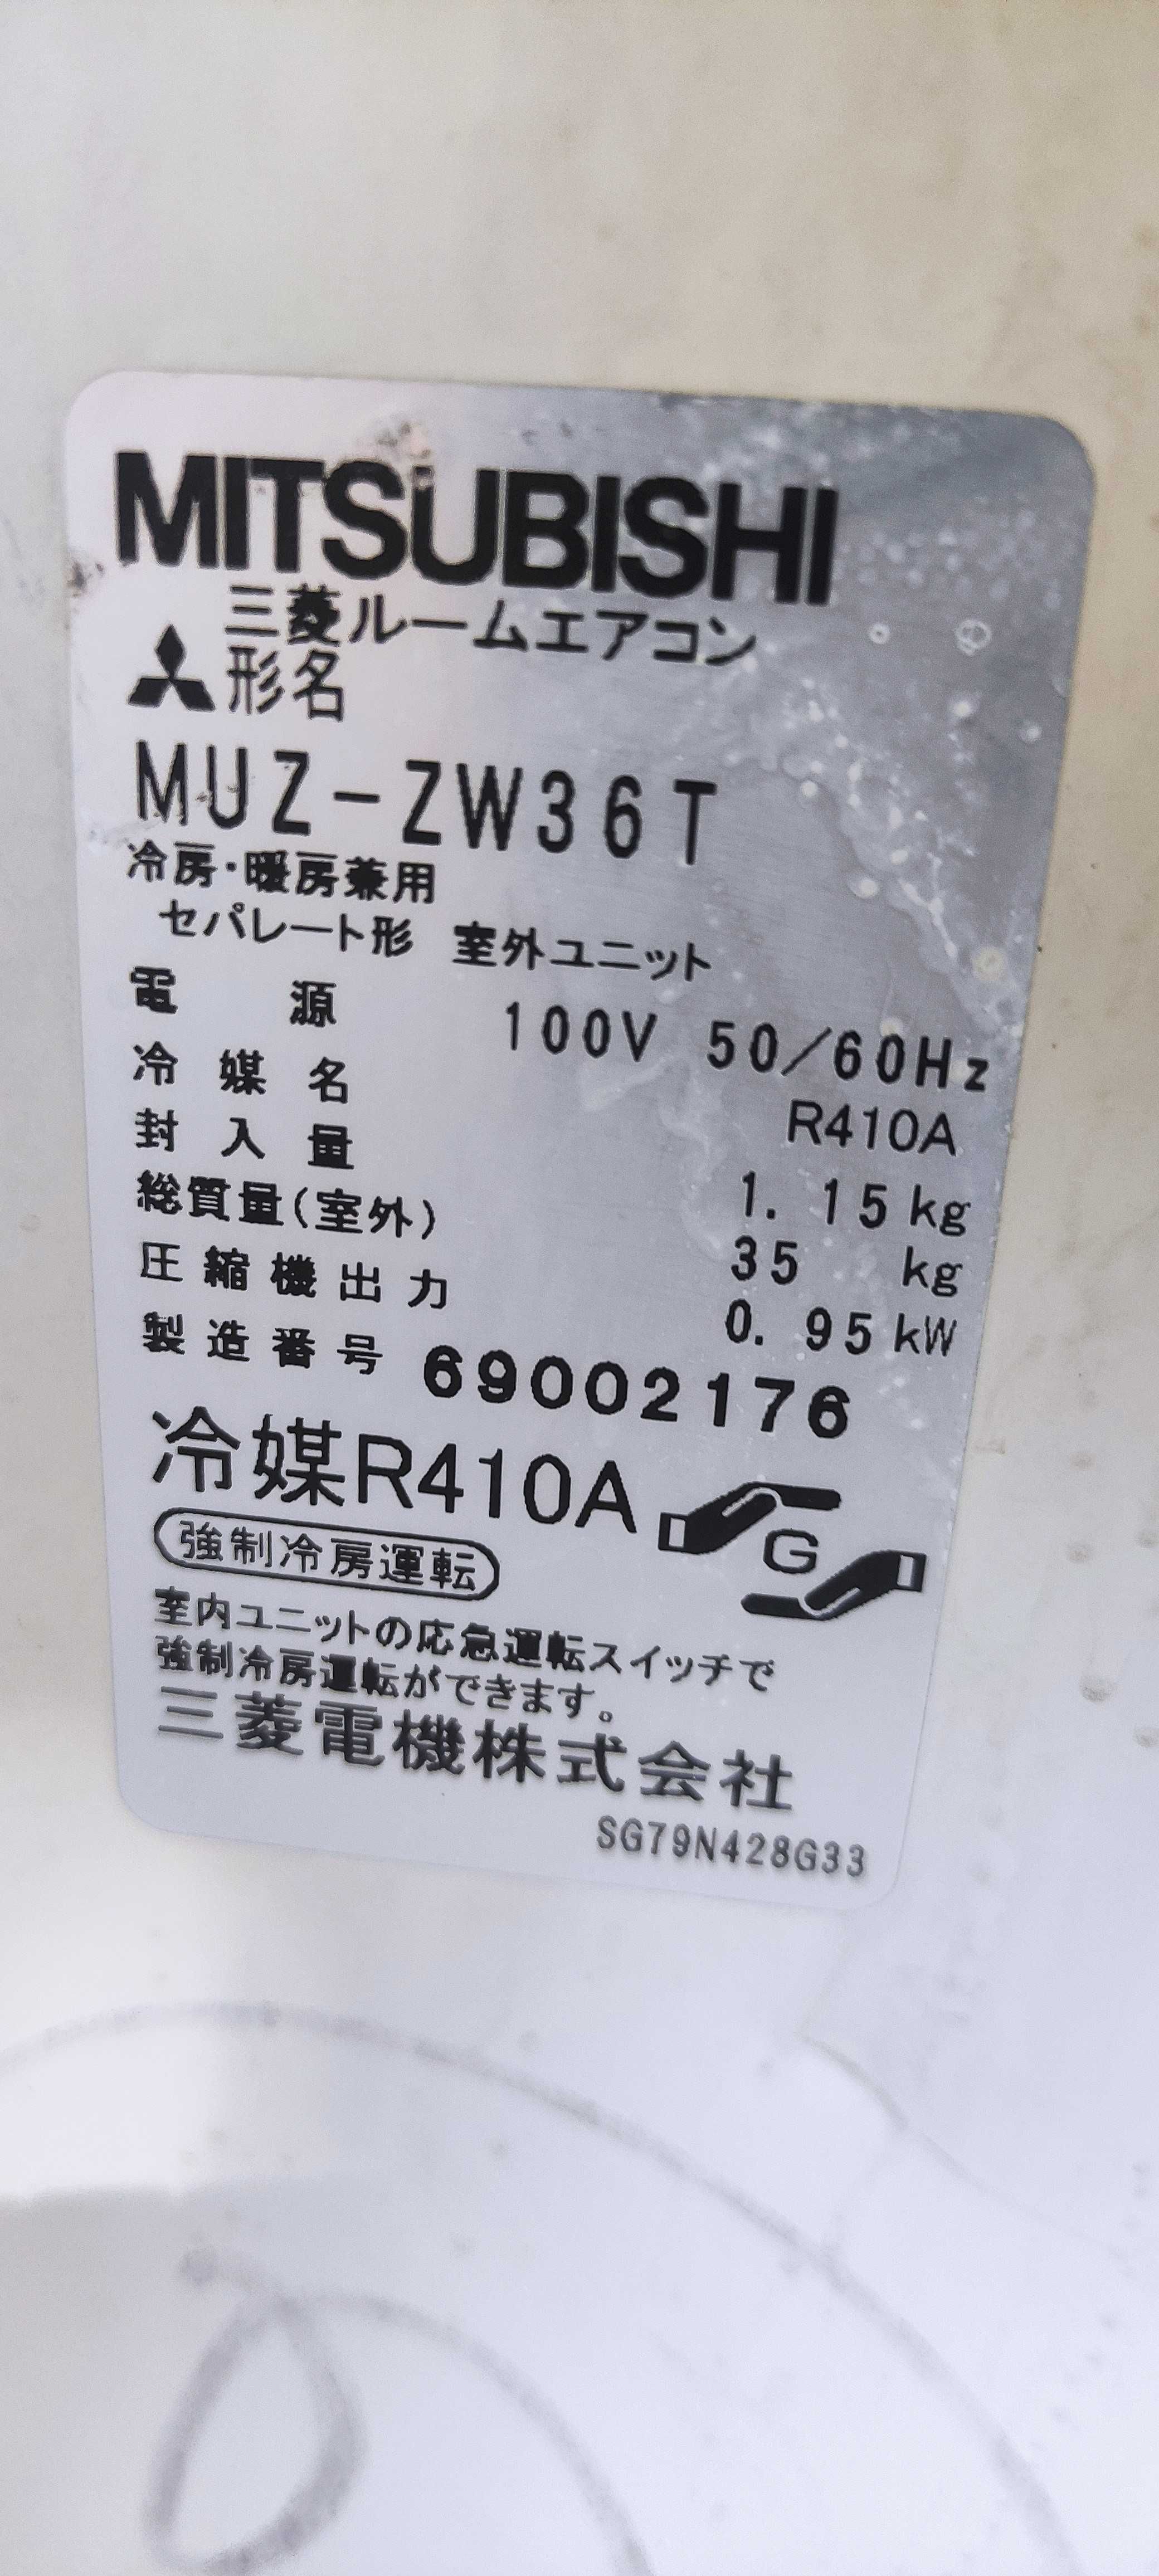 MITSUBISHI
三菱ルームエアコン
形名
MUZ-ZW36T
冷房・暖房兼用
セパレート形 室外ユニット
電源 100V 50/60Hz
冷媒名 R410A
封入量 1.15kg
総質量(室外) 35 kg
圧縮機出力 0.95kW
製造番号 69002176
冷媒R410A
G
強制冷房運転
室内ユニットの応急運転スイッチで
強制冷房運転ができます。
三菱電機株式会社
SG79N428G33